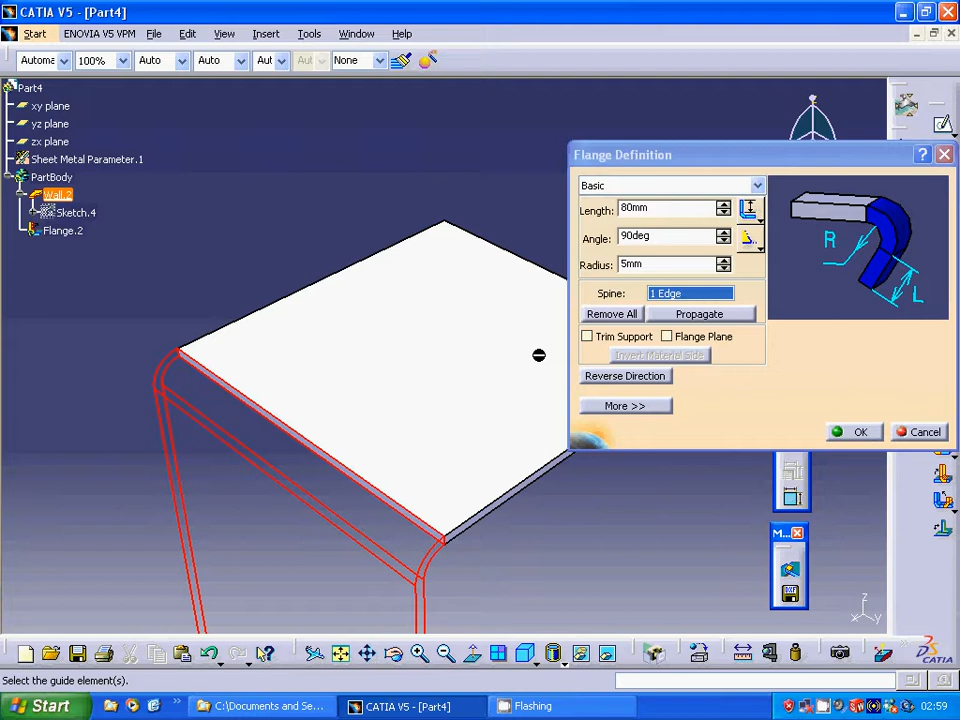 CATIA V5 - [Part4]
Start ENOVIA V5 VPM File Edit View Insert Tools Window Help
Automa 100% Auto Auto Aut Aut None
Part4
xy plane
yz plane
zx plane
Sheet Metal Parameter.1
PartBody
Wall.2
Sketch.4
Flange.2
Flange Definition
Basic
Length: 80mm
Angle: 90deg
Radius: 5mm
Spine: 1 Edge
Remove All Propagate
Trim Support Flange Plane
Invert Material Side
Reverse Direction
More >>
OK Cancel
R
L
M...
z
x y
CATIA
Select the guide element(s).
Start C:\Documents and Se... CATIA V5 - [Part4] Flashing 02:59